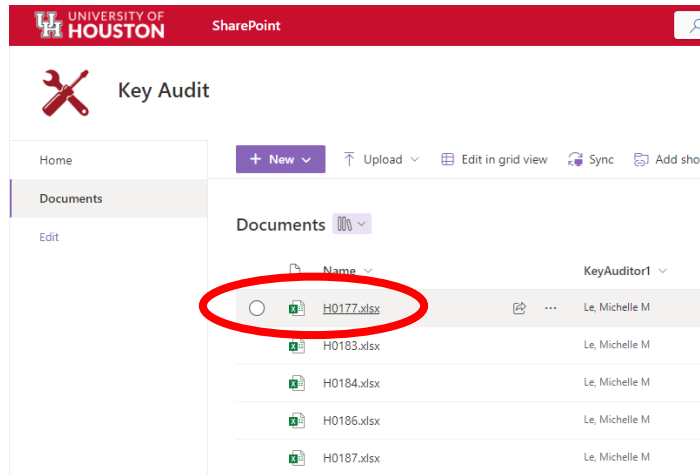 UNIVERSITY OF
HOUSTON
SharePoint
Key Audit
Home
Documents
Edit
+ New
Upload
Edit in grid view
Sync
Add sho
Documents
Name
KeyAuditor1
H0177.xlsx
Le, Michelle M
H0183.xlsx
Le, Michelle M
H0184.xlsx
Le, Michelle M
H0186.xlsx
Le, Michelle M
H0187.xlsx
Le, Michelle M